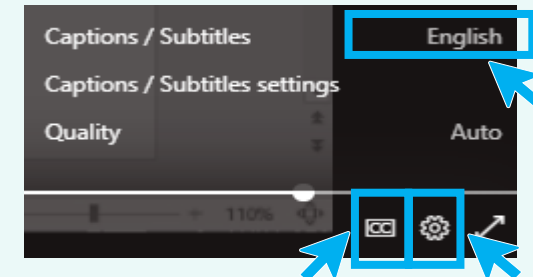 Captions / Subtitles English
Captions / Subtitles settings
Quality Auto
110%
CC